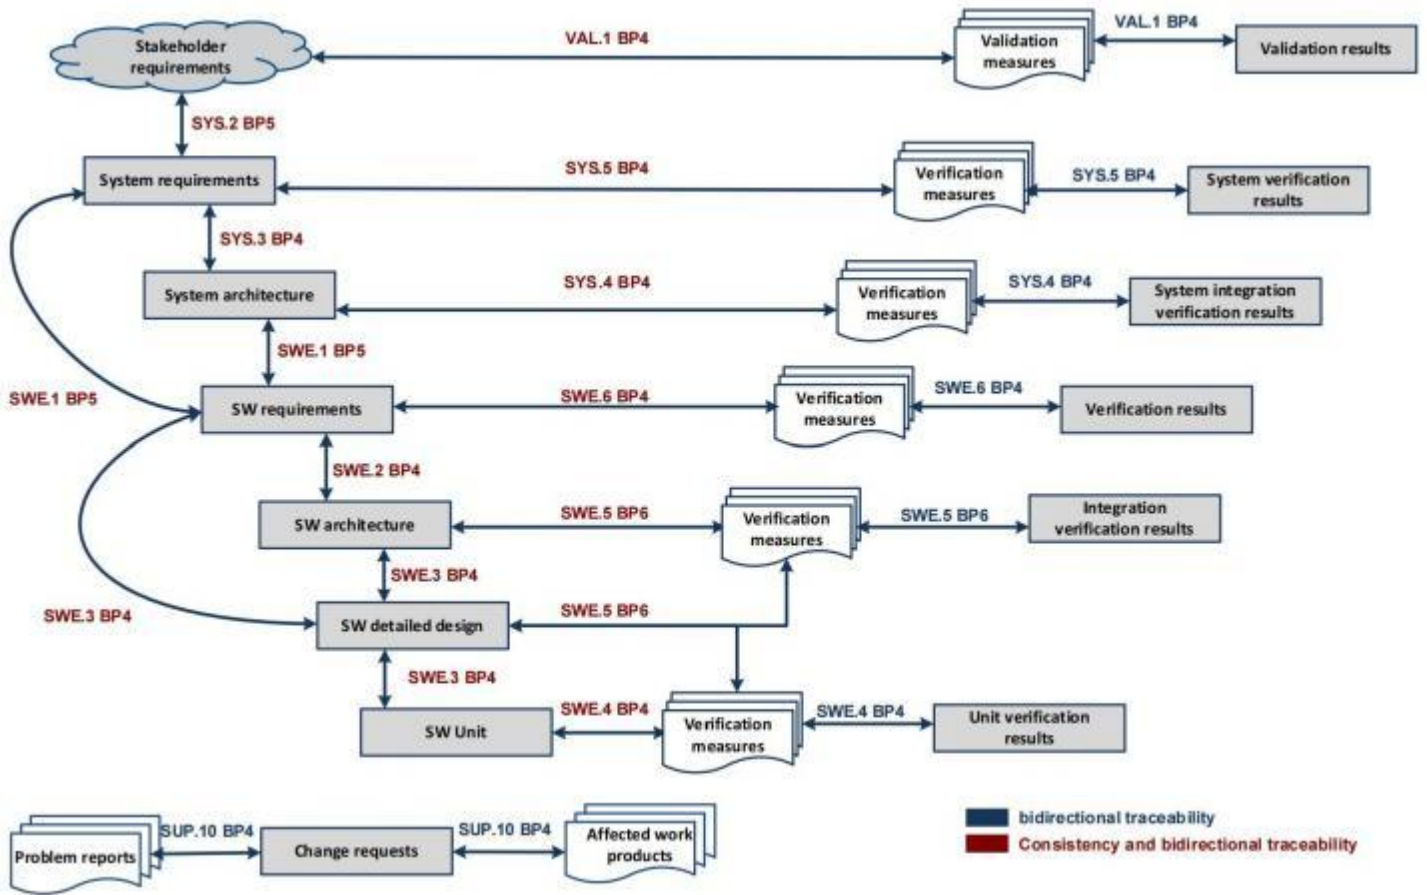 Stakeholder
requirements
VAL.1 BP4
Validation
measures
VAL.1 BP4
Validation results
SYS.2 BP5
System requirements
SYS.5 BP4
Verification
measures
SYS.5 BP4
System verification
results
SYS.3 BP4
System architecture
SYS.4 BP4
Verification
measures
SYS.4 BP4
System integration
verification results
SWE.1 BP5
SWE.1 BP5
SW requirements
SWE.6 BP4
Verification
measures
SWE.6 BP4
Verification results
SWE.2 BP4
SW architecture
SWE.5 BP6
Verification
measures
SWE.5 BP6
Integration
verification results
SWE.3 BP4
SWE.3 BP4
SW detailed design
SWE.5 BP6
SWE.3 BP4
SW Unit
SWE.4 BP4
Verification
measures
SWE.4 BP4
Unit verification
results
Problem reports
SUP.10 BP4
Change requests
SUP.10 BP4
Affected work
products
bidirectional traceability
Consistency and bidirectional traceability